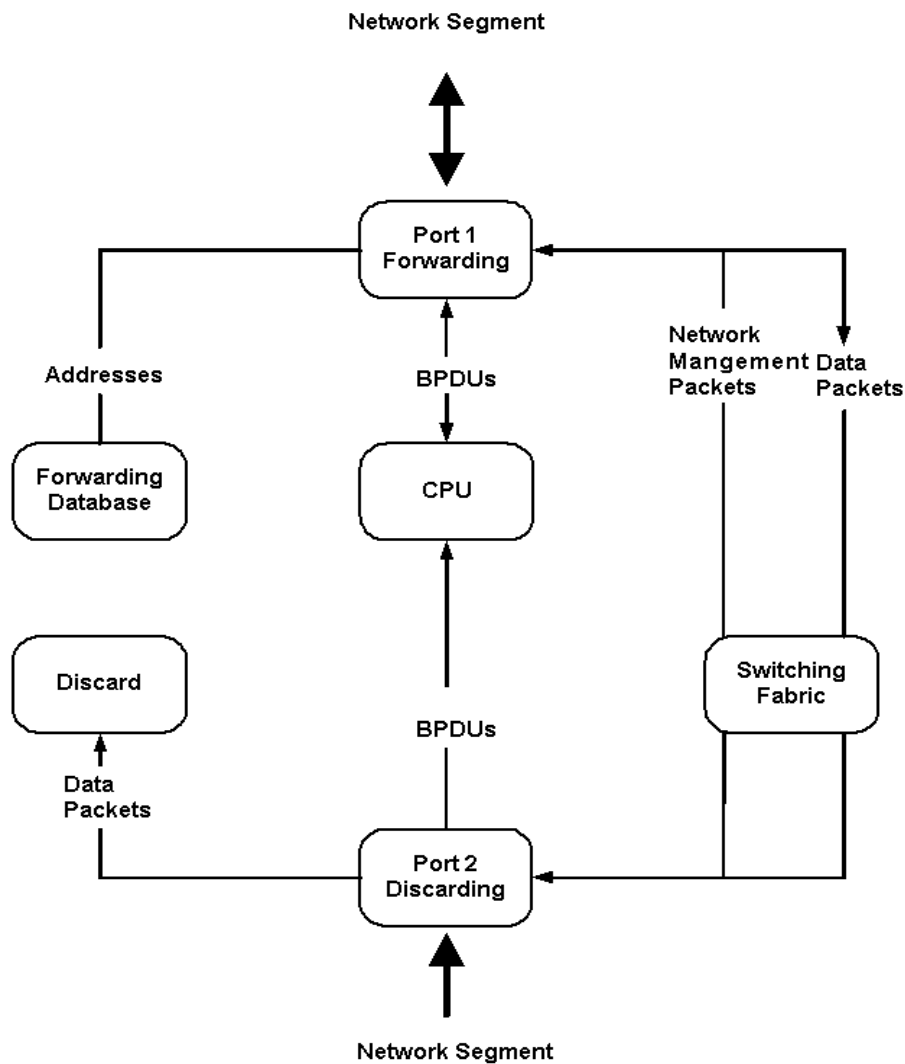 Network Segment
Port 1
Forwarding
Addresses
BPDUs
Network
Mangement
Packets
Data
Packets
Forwarding
Database
CPU
Discard
Switching
Fabric
BPDUs
Data
Packets
Port 2
Discarding
Network Segment